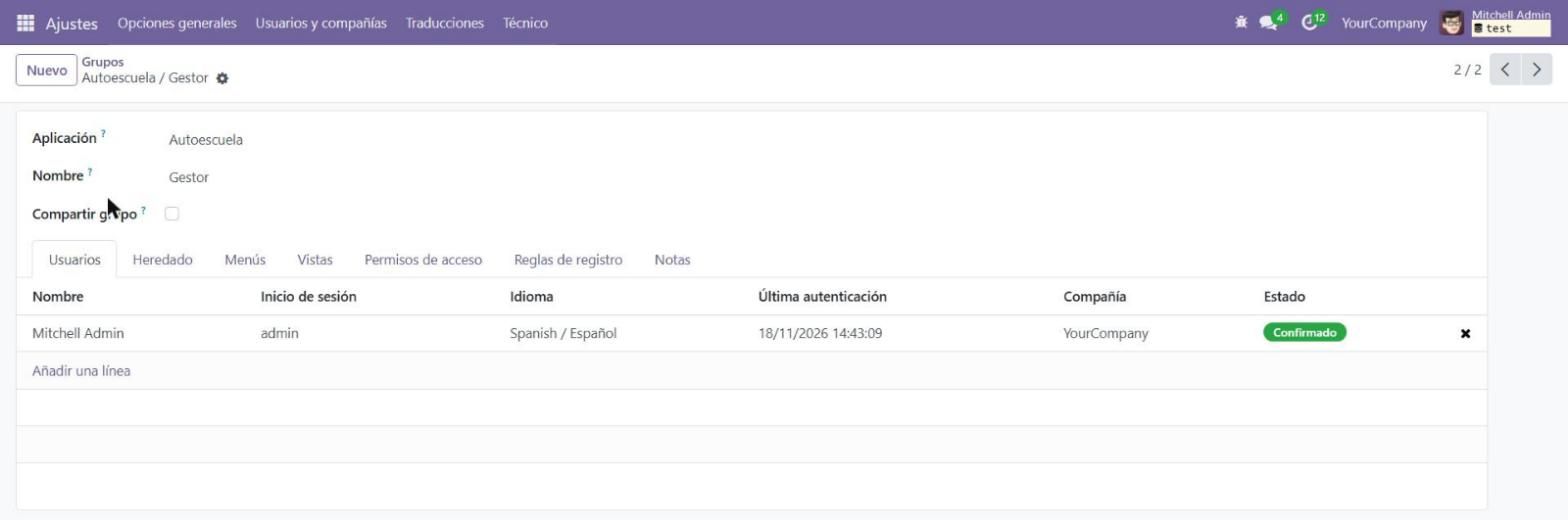 Ajustes Opciones generales Usuarios y compañías Traducciones Técnico 4 12 YourCompany Mitchell Admin
test
Nuevo Grupos
Autoescuela / Gestor 2 / 2
Aplicación ? Autoescuela
Nombre ? Gestor
Compartir grupo ?
Usuarios Heredado Menús Vistas Permisos de acceso Reglas de registro Notas
Nombre Inicio de sesión Idioma Última autenticación Compañía Estado
Mitchell Admin admin Spanish / Español 18/11/2026 14:43:09 YourCompany Confirmado
Añadir una línea